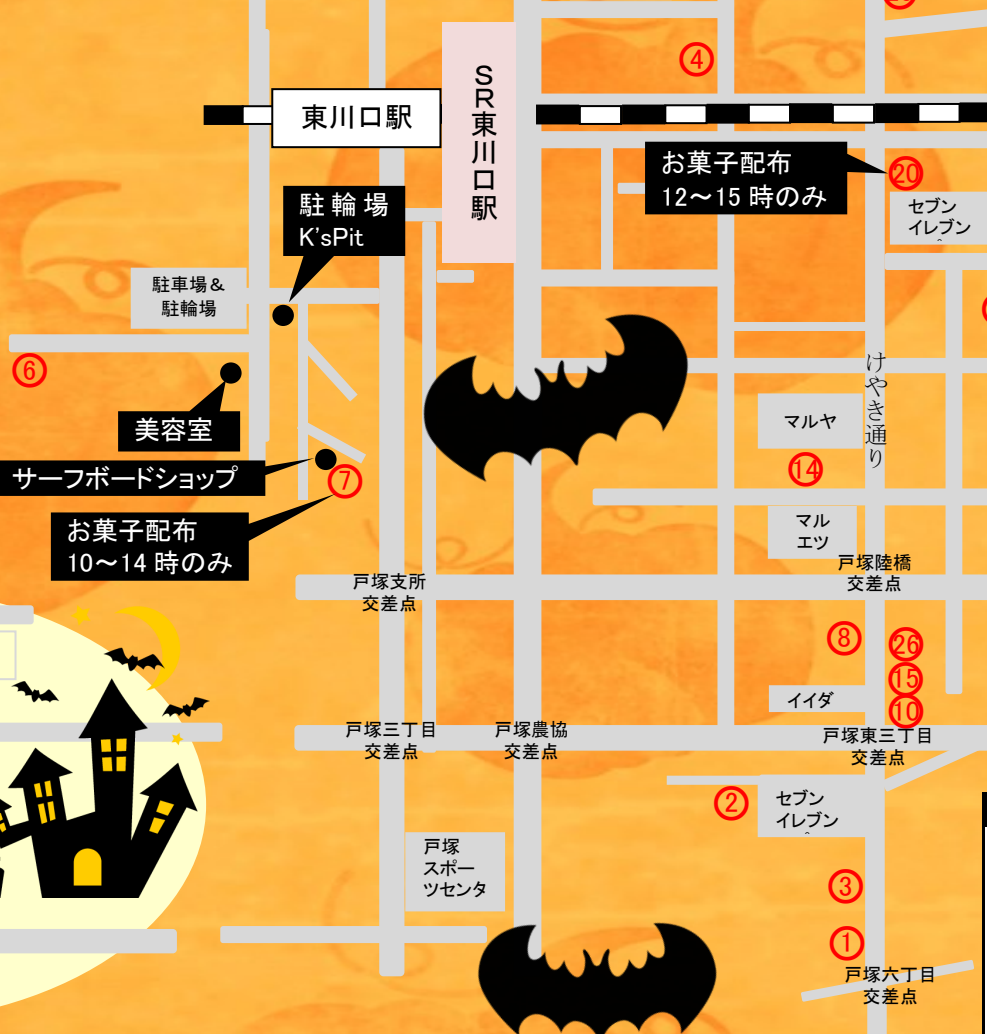 ④
東川口駅
SR東川口駅
お菓子配布
12～15 時のみ
⑳
セブン
イレブン
駐 輪 場
K'sPit
駐車場＆
駐輪場
⑥
美容室
サーフボードショップ
⑦
お菓子配布
10～14 時のみ
けやき通り
マルヤ
⑭
マル
エツ
戸塚支所
交差点
戸塚陸橋
交差点
⑧
㉖
⑮
⑩
イイダ
戸塚三丁目
交差点
戸塚農協
交差点
戸塚東三丁目
交差点
②
セブン
イレブン
戸塚
スポー
ツセンタ
③
①
戸塚六丁目
交差点